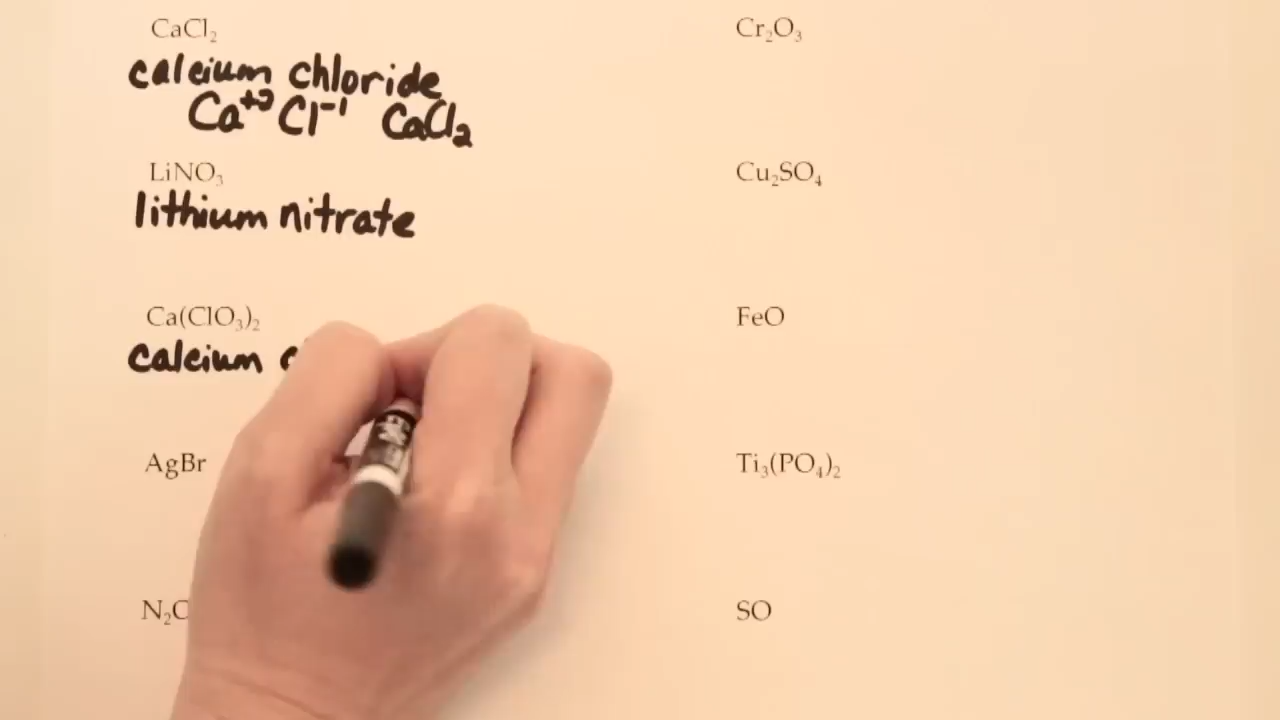 CaCl₂
calcium chloride
Ca⁺² Cl⁻¹ CaCl₂
LiNO₃
lithium nitrate
Ca(ClO₃)₂
calcium
AgBr
Cr₂O₃
Cu₂SO₄
FeO
Ti₃(PO₄)₂
SO